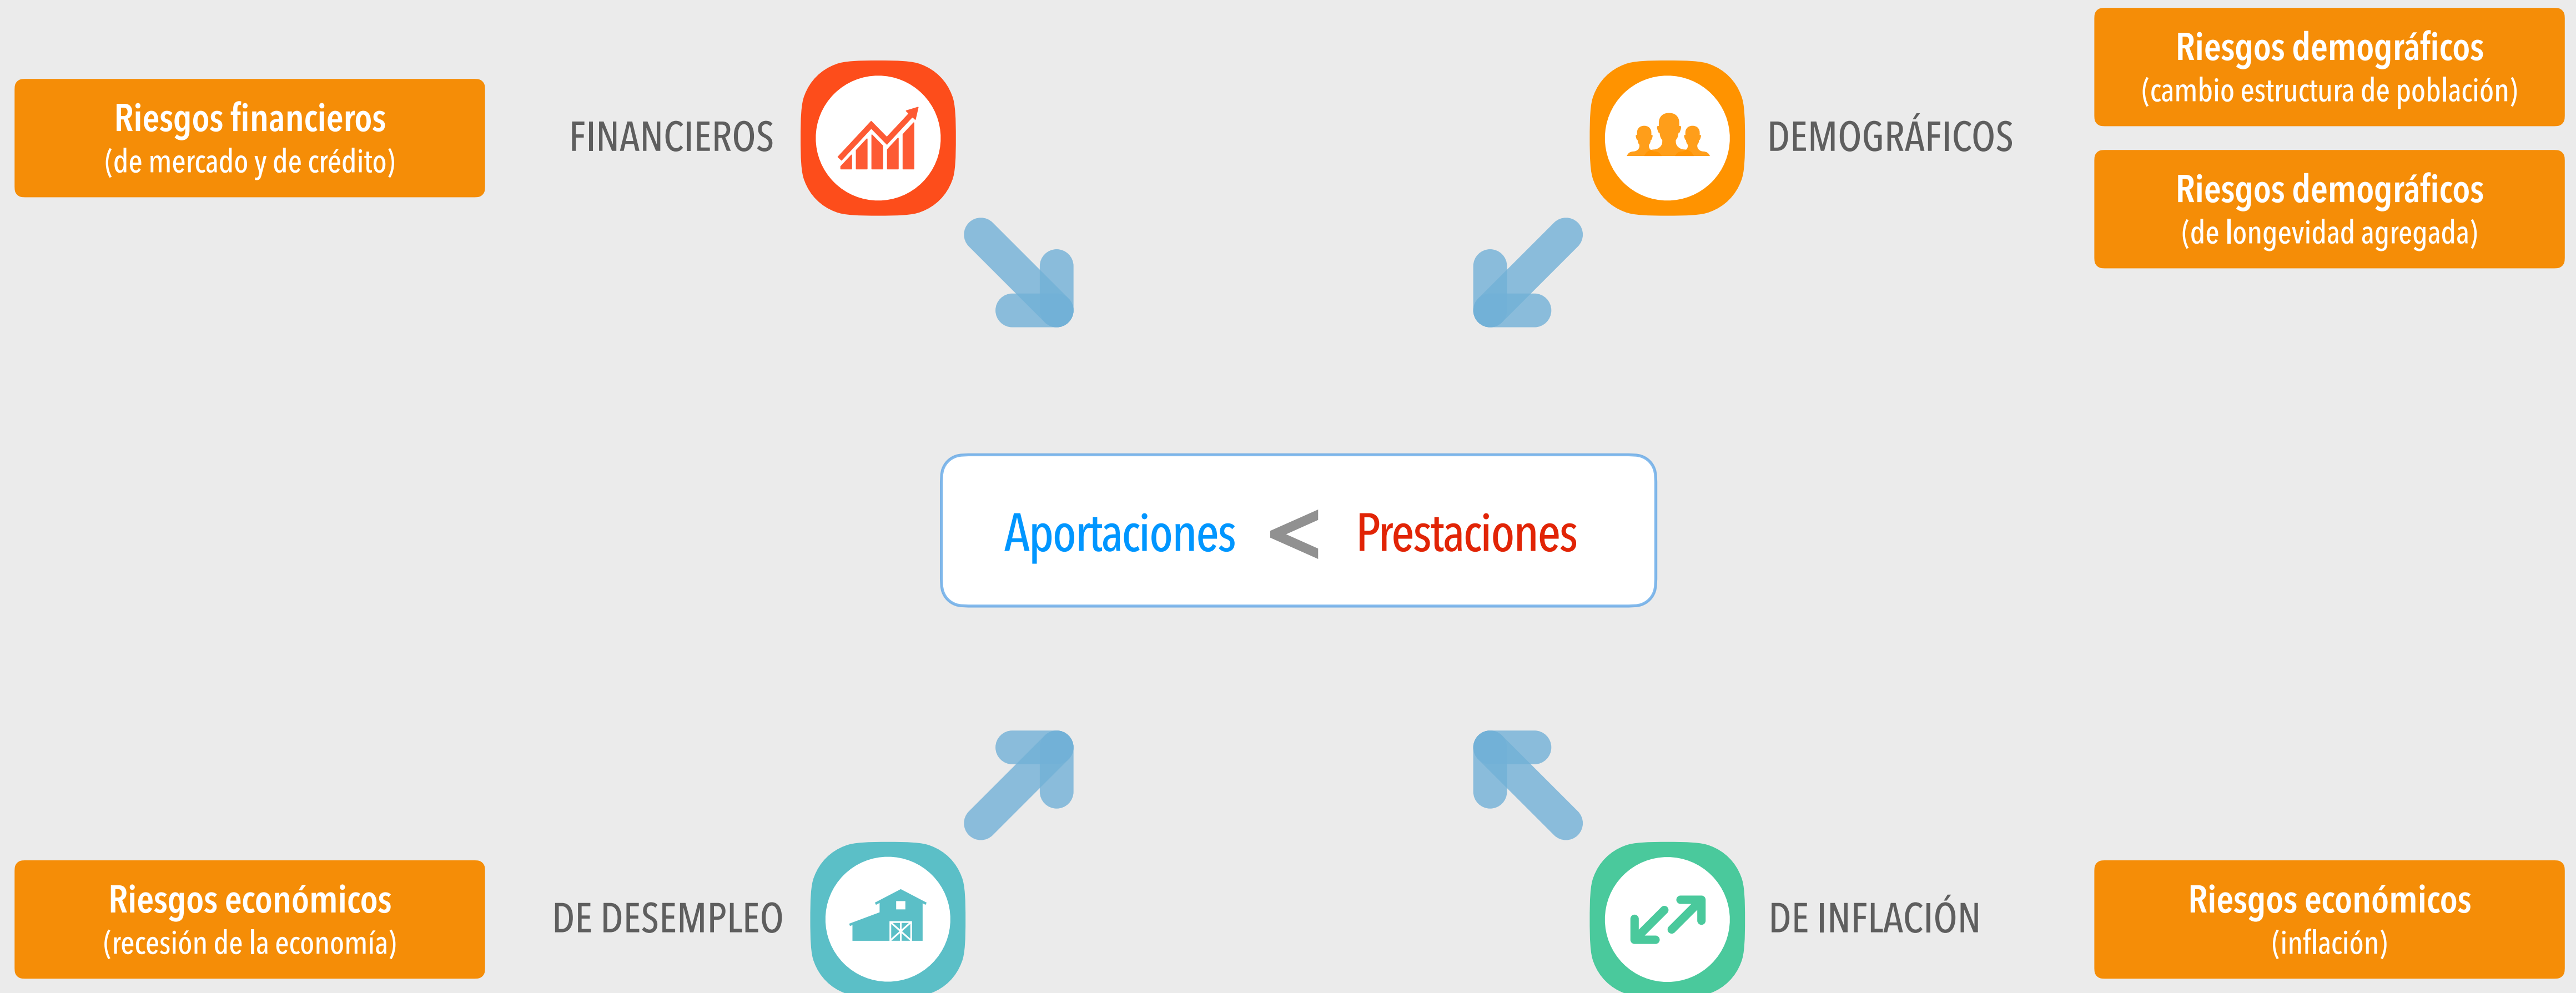 Riesgos financieros
(de mercado y de crédito)
FINANCIEROS
DEMOGRÁFICOS
Riesgos demográficos
(cambio estructura de población)
Riesgos demográficos
(de longevidad agregada)
Aportaciones < Prestaciones
Riesgos económicos
(recesión de la economía)
DE DESEMPLEO
DE INFLACIÓN
Riesgos económicos
(inflación)